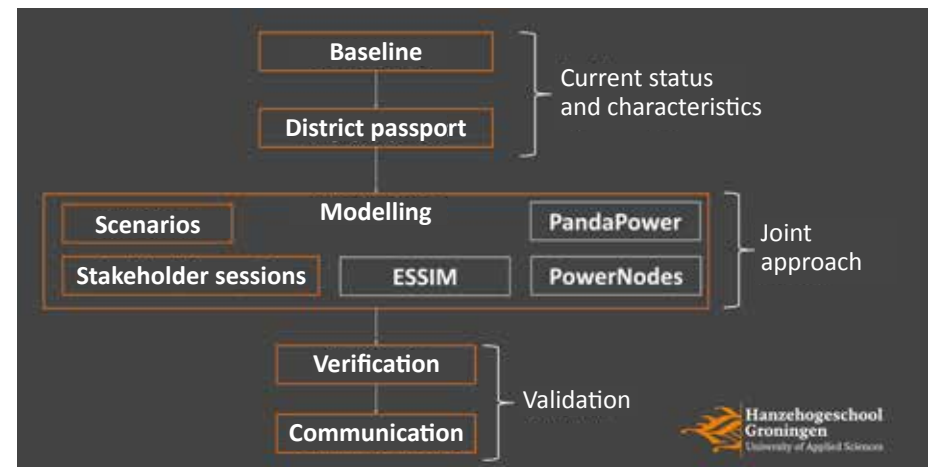 Baseline
Current status
and characteristics
District passport
Modelling
Scenarios
PandaPower
Joint
approach
Stakeholder sessions
ESSIM
PowerNodes
Verification
Validation
Communication
Hanzehogeschool
Groningen
University of Applied Sciences